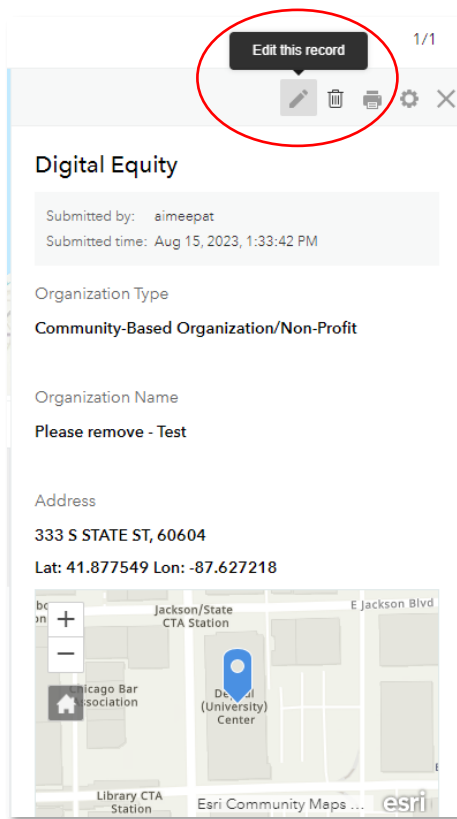 1/1
Edit this record
Digital Equity
Submitted by: aimeepat
Submitted time: Aug 15, 2023, 1:33:42 PM
Organization Type
Community-Based Organization/Non-Profit
Organization Name
Please remove - Test
Address
333 S STATE ST, 60604
Lat: 41.877549 Lon: -87.627218
E Jackson Blvd
Jackson/State
CTA Station
+
−
Chicago Bar
Association
(University)
Center
Library CTA
Station
Esri Community Maps ...
esri